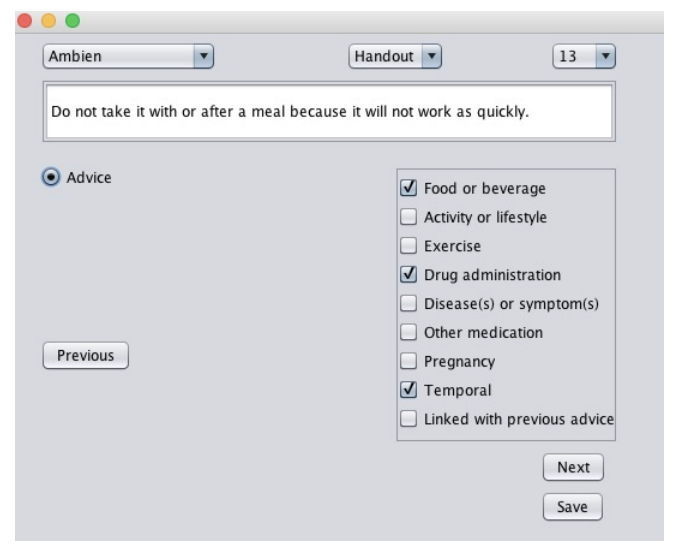 Ambien
Handout
13
Do not take it with or after a meal because it will not work as quickly.
Advice
Food or beverage
Activity or lifestyle
Exercise
Drug administration
Disease(s) or symptom(s)
Other medication
Pregnancy
Temporal
Linked with previous advice
Previous
Next
Save